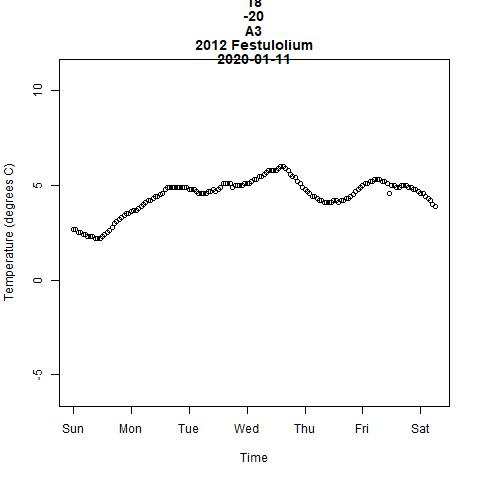 18
-20
A3
2012 Festulolium
2020-01-11
Temperature (degrees C)
10
5
0
-5
Sun Mon Tue Wed Thu Fri Sat
Time